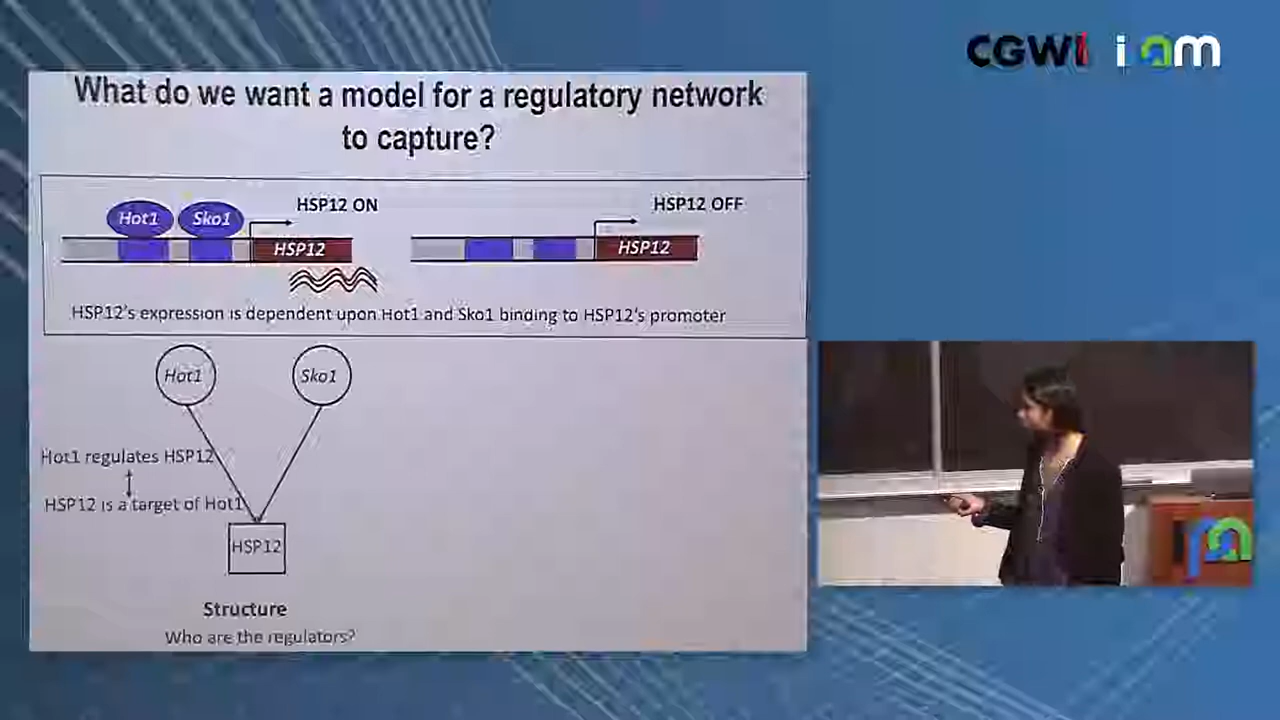 CGWI ipam
What do we want a model for a regulatory network
to capture?
HSP12 ON
HSP12 OFF
Hot1 Sko1
HSP12
HSP12
HSP12's expression is dependent upon Hot1 and Sko1 binding to HSP12's promoter
Hot1 Sko1
Hot1 regulates HSP12
HSP12 is a target of Hot1
HSP12
Structure
Who are the regulators?